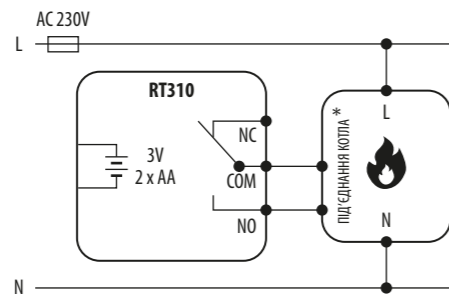 AC 230V
L
RT310
NC
3V
2 x AA
COM
NO
L
ПІД'ЄДНАННЯ КОТЛА *
N
N